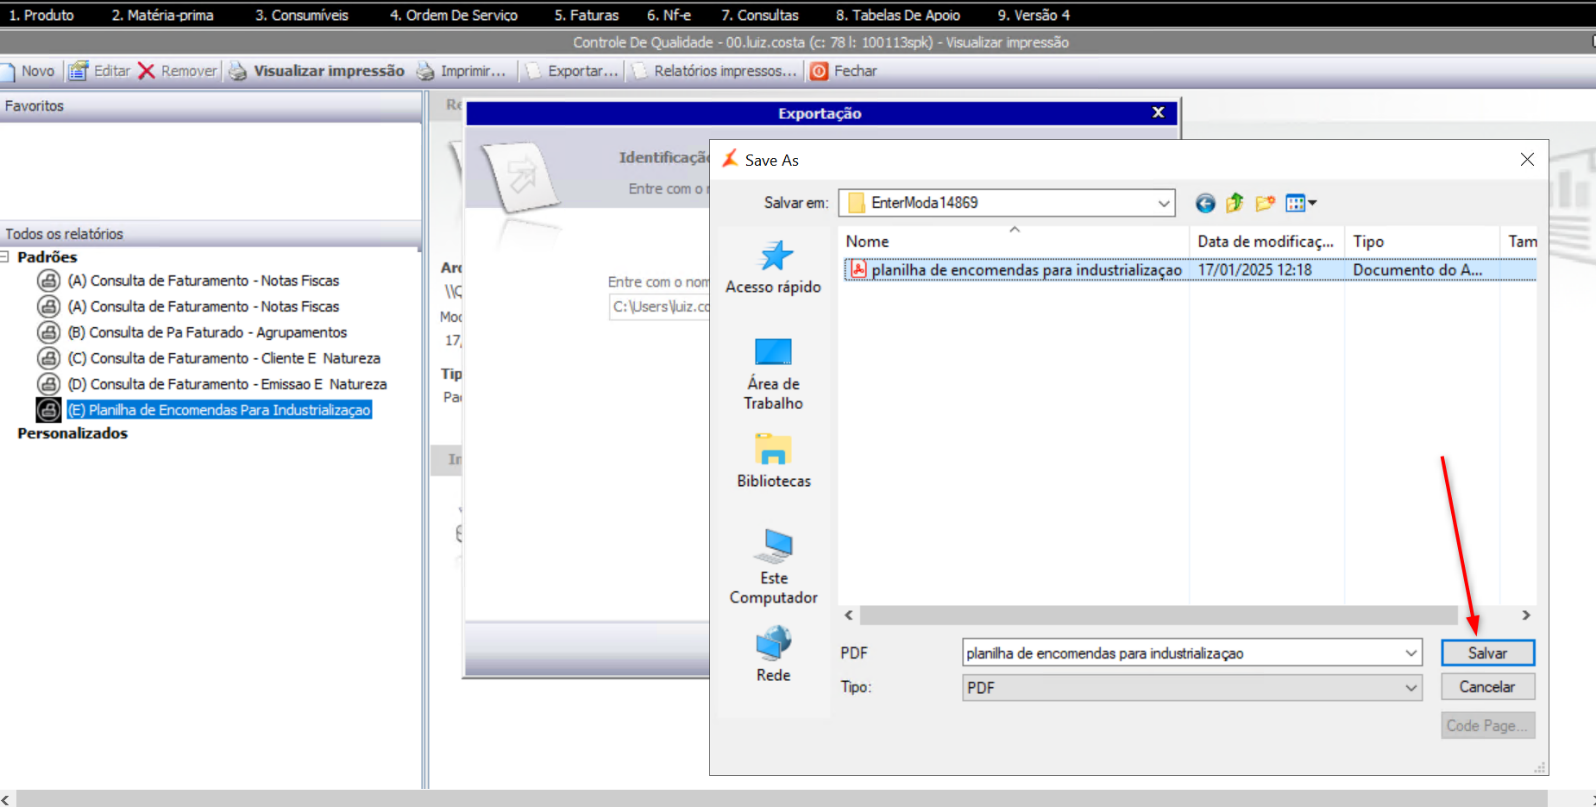 1. Produto
2. Matéria-prima
3. Consumíveis
4. Ordem De Serviço
5. Faturas
6. Nf-e
7. Consultas
8. Tabelas De Apoio
9. Versão 4
Controle De Qualidade - 00.luiz.costa (c: 78 l: 100113spk) - Visualizar impressão
Novo
Editar
Remover
Visualizar impressão
Imprimir...
Exportar...
Relatórios impressos...
Fechar
Favoritos
Todos os relatórios
Padrões
(A) Consulta de Faturamento - Notas Fiscas
(A) Consulta de Faturamento - Notas Fiscas
(B) Consulta de Pa Faturado - Agrupamentos
(C) Consulta de Faturamento - Cliente E Natureza
(D) Consulta de Faturamento - Emissao E Natureza
(E) Planilha de Encomendas Para Industrializaçao
Personalizados
Exportação
X
Entre com o
Entre com o
C:\Users\luiz.co
17,
Save As
Salvar em:
EnterModa14869
Nome
Data de modificaç...
Tipo
Tam
planilha de encomendas para industrializaçao
17/01/2025 12:18
Documento do A...
Acesso rápido
Área de
Trabalho
Bibliotecas
Este
Computador
Rede
PDF
planilha de encomendas para industrializaçao
Salvar
Tipo:
PDF
Cancelar
Code Page...